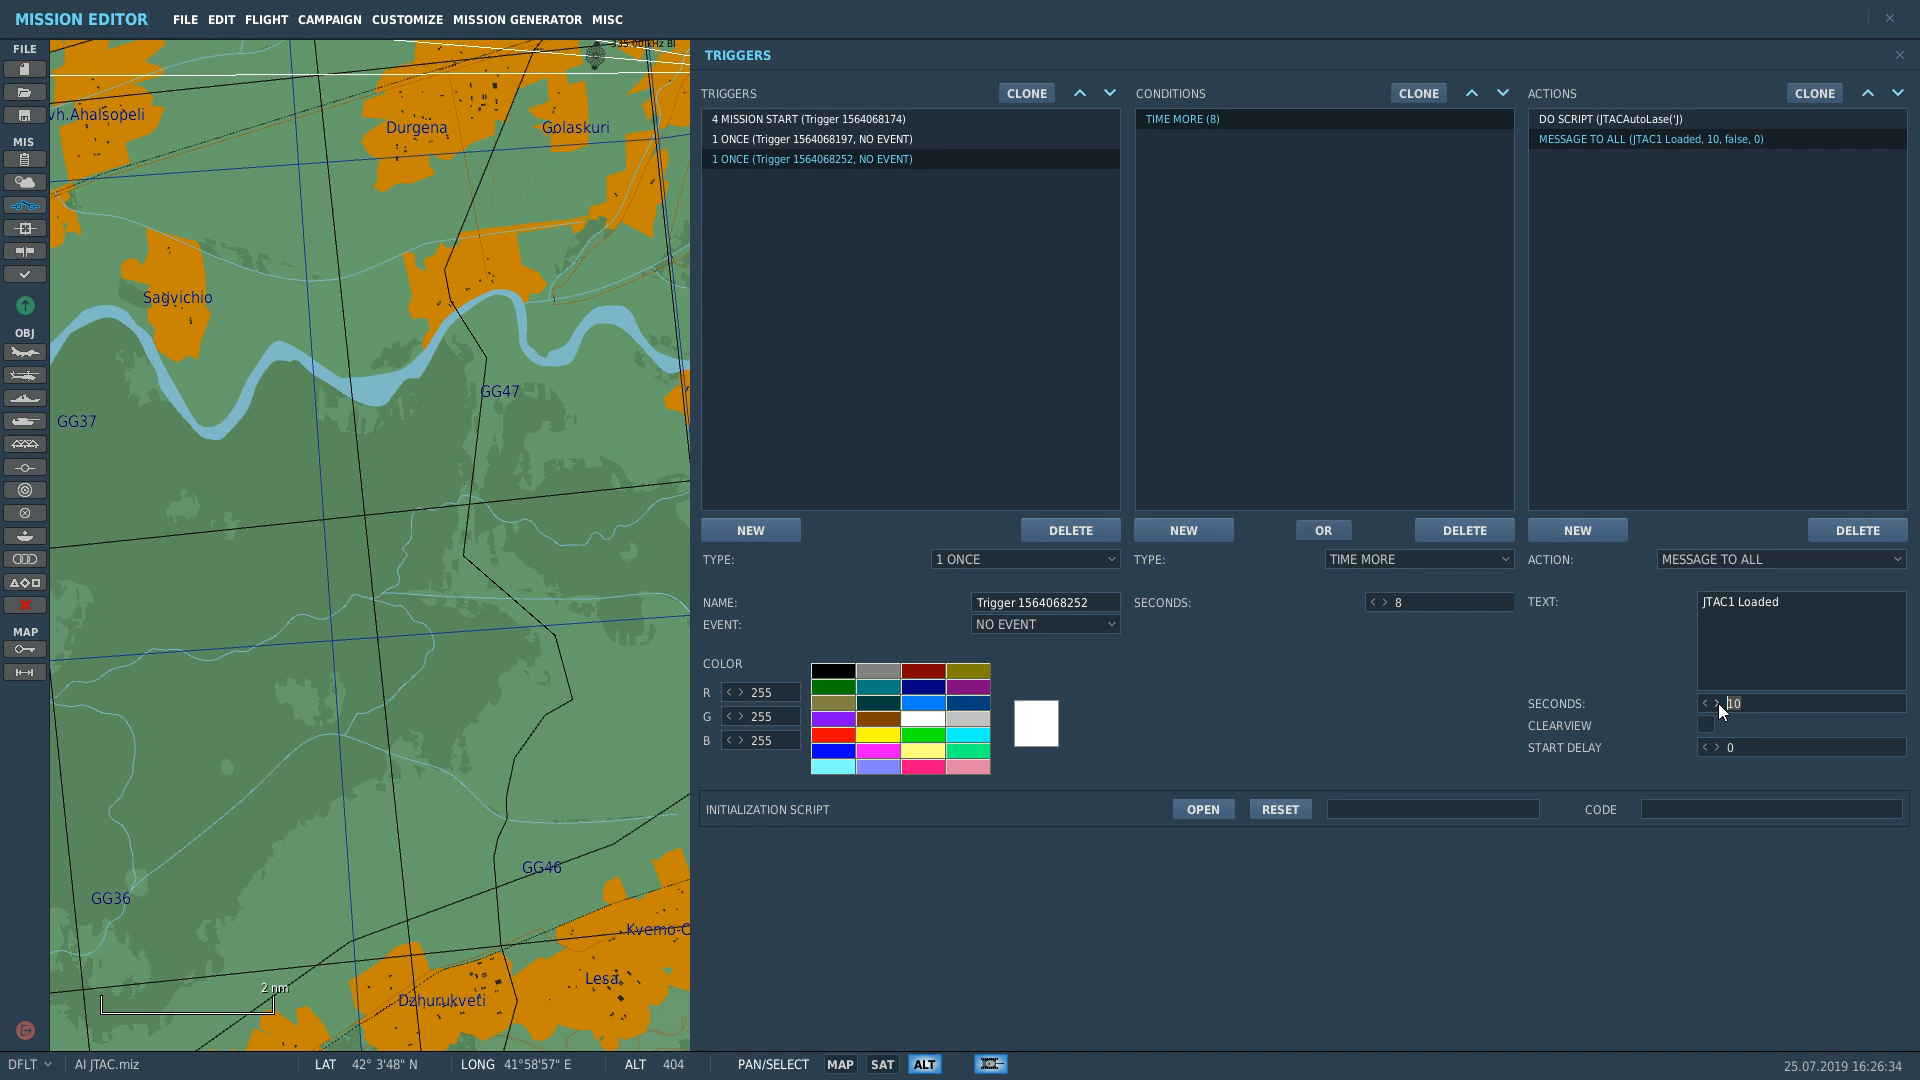 MISSION EDITOR
FILE EDIT FLIGHT CAMPAIGN CUSTOMIZE MISSION GENERATOR MISC
FILE
MIS
OBJ
MAP
vh.Ahalsopeli
Durgena
Golaskuri
Sagvichio
GG47
GG37
GG46
GG36
Kvemo-C
Lesa
Dzhurukveti
2 nm
TRIGGERS
TRIGGERS CLONE
4 MISSION START (Trigger 1564068174)
1 ONCE (Trigger 1564068197, NO EVENT)
1 ONCE (Trigger 1564068252, NO EVENT)
NEW DELETE
TYPE: 1 ONCE
NAME: Trigger 1564068252
EVENT: NO EVENT
COLOR
R < > 255
G < > 255
B < > 255
CONDITIONS CLONE
TIME MORE (8)
NEW OR DELETE
TYPE: TIME MORE
SECONDS: < > 8
ACTIONS CLONE
DO SCRIPT (JTACAutoLase('J)
MESSAGE TO ALL (JTAC1 Loaded, 10, false, 0)
NEW DELETE
ACTION: MESSAGE TO ALL
TEXT: JTAC1 Loaded
SECONDS: < > 10
CLEARVIEW
START DELAY < > 0
INITIALIZATION SCRIPT OPEN RESET CODE
DFLT AI JTAC.miz LAT 42° 3'48" N LONG 41°58'57" E ALT 404 PAN/SELECT MAP SAT ALT 25.07.2019 16:26:34